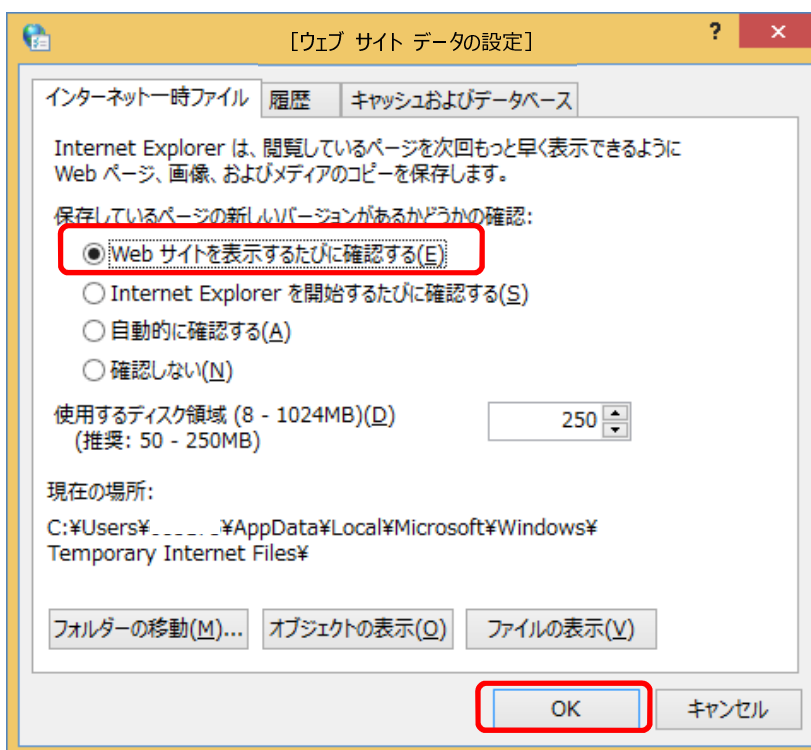 [ウェブ サイト データの設定]
?
インターネット一時ファイル 履歴 キャッシュおよびデータベース
Internet Explorer は、閲覧しているページを次回もっと早く表示できるように
Web ページ、画像、およびメディアのコピーを保存します。
保存しているページの新しいバージョンがあるかどうかの確認:
Web サイトを表示するたびに確認する(E)
Internet Explorer を開始するたびに確認する(S)
自動的に確認する(A)
確認しない(N)
使用するディスク領域 (8 - 1024MB)(D) 250
(推奨: 50 - 250MB)
現在の場所:
C:¥Users¥ ¥AppData¥Local¥Microsoft¥Windows¥
Temporary Internet Files¥
フォルダーの移動(M)... オブジェクトの表示(O) ファイルの表示(V)
OK キャンセル